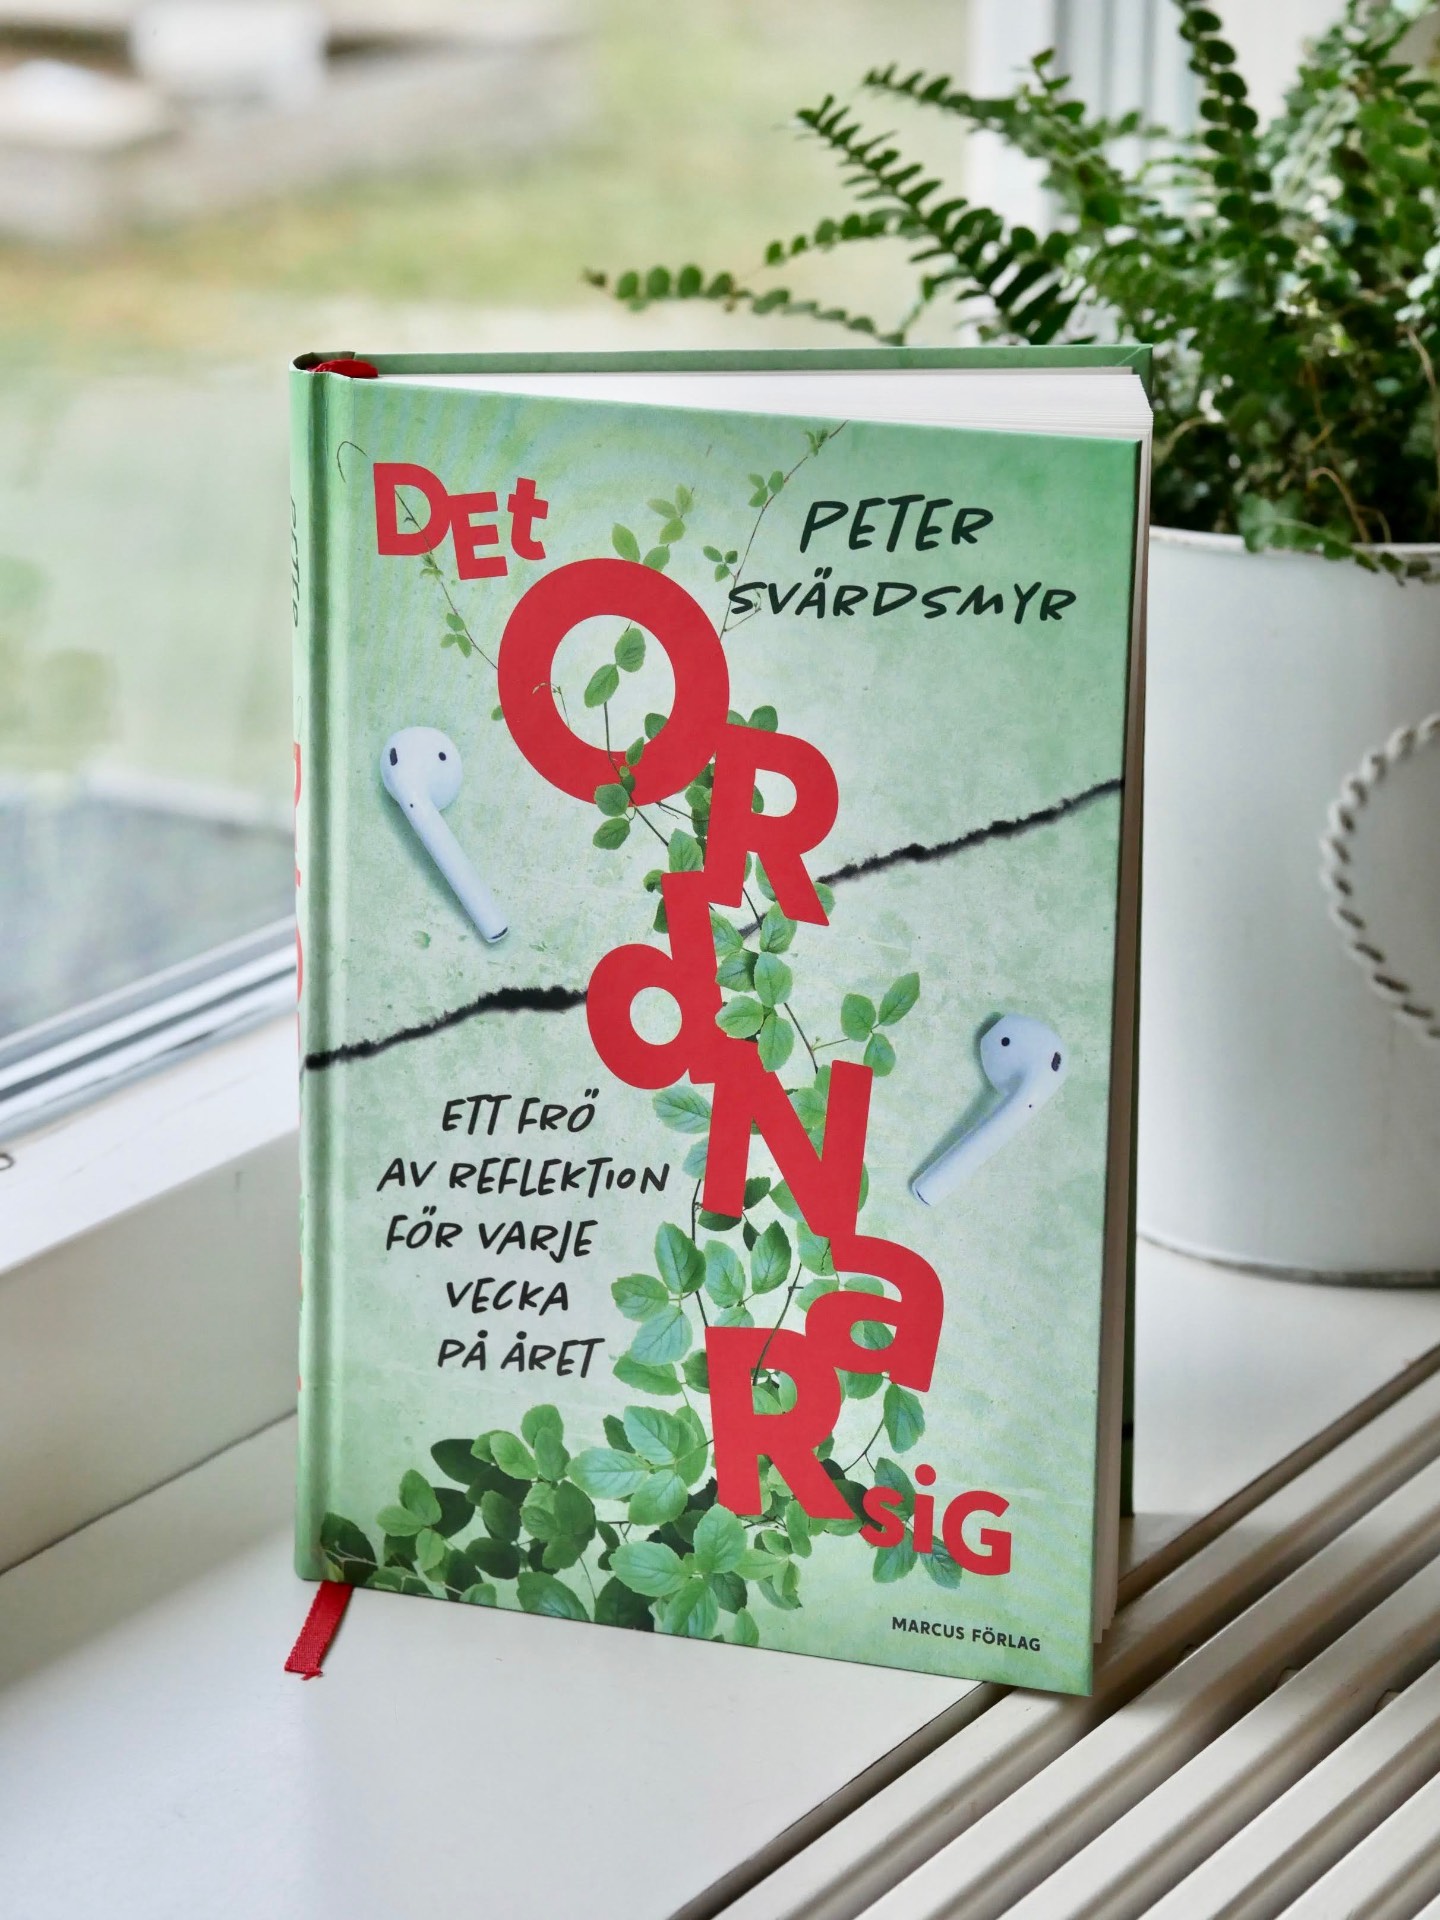 Det
ORdNaR
siG
PETER
SVÄRDSMYR
ETT FRÖ
AV REFLEKTION
FÖR VARJE
VECKA
PÅ ÅRET
MARCUS FÖRLAG